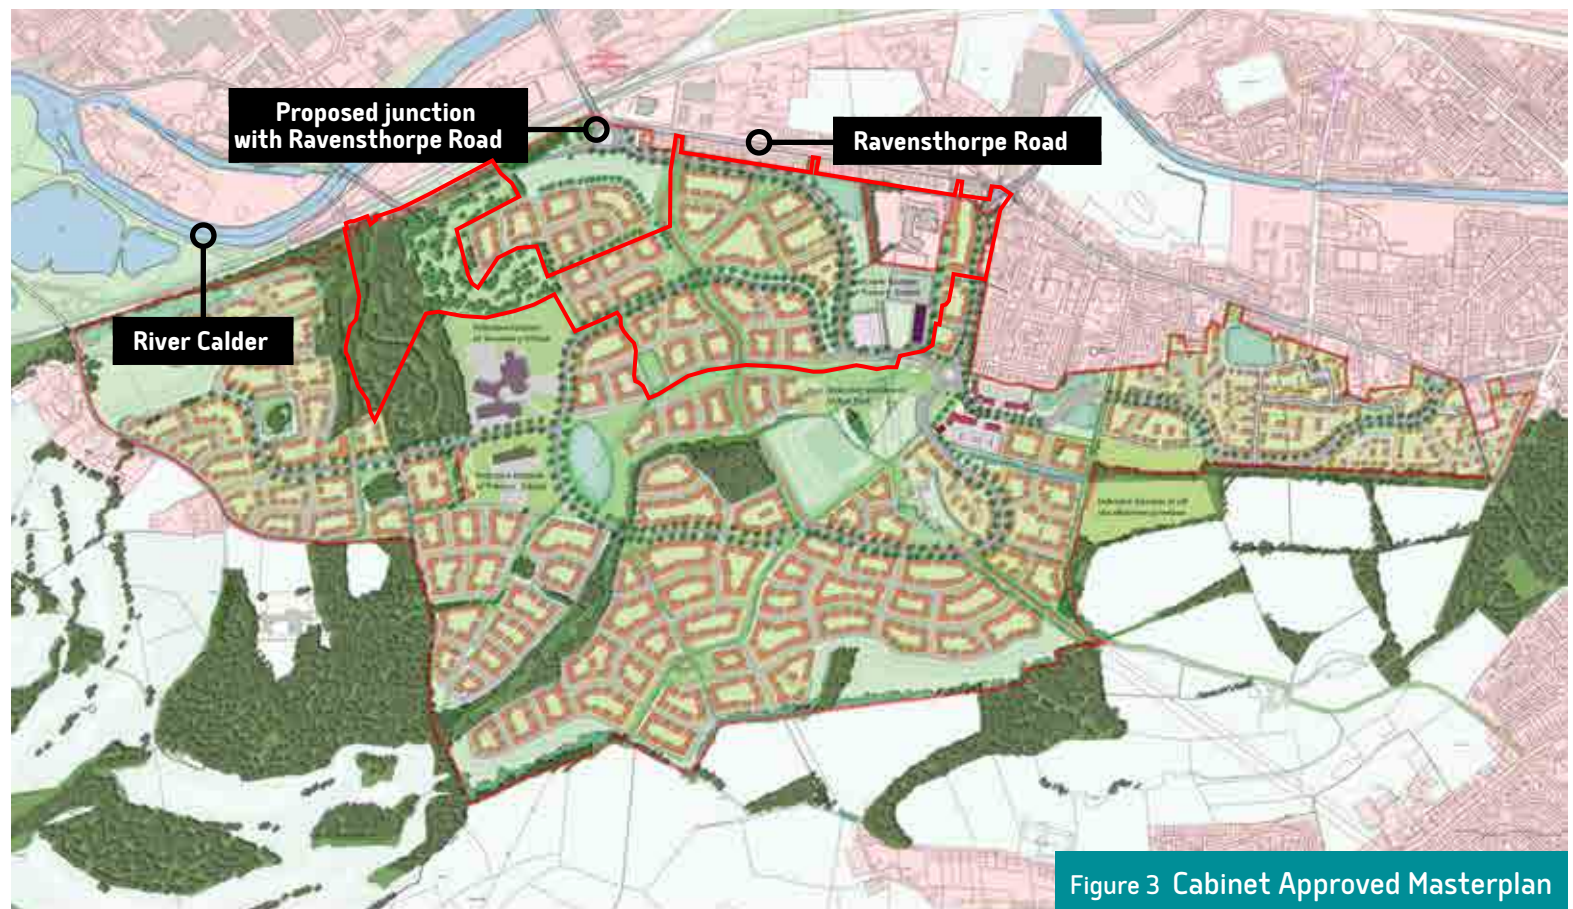 Proposed junction
with Ravensthorpe Road
Ravensthorpe Road
River Calder
Figure 3 Cabinet Approved Masterplan